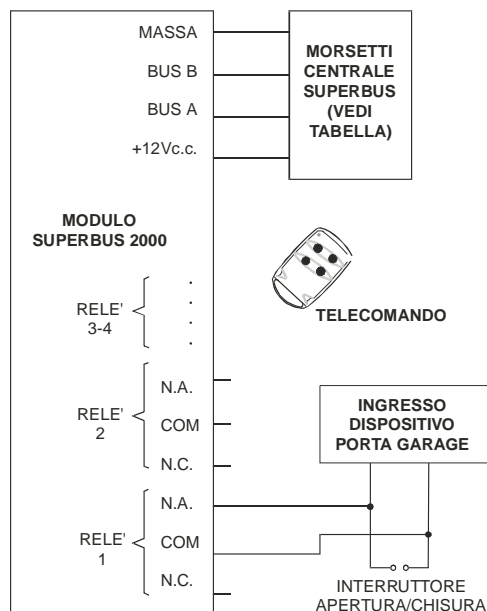 MASSA
BUS B
BUS A
+12Vc.c.
MORSETTI
CENTRALE
SUPERBUS
(VEDI
TABELLA)
MODULO
SUPERBUS 2000
TELECOMANDO
RELE'
3-4
RELE'
2
N.A.
COM
N.C.
INGRESSO
DISPOSITIVO
PORTA GARAGE
RELE'
1
N.A.
COM
N.C.
INTERRUTTORE
APERTURA/CHISURA